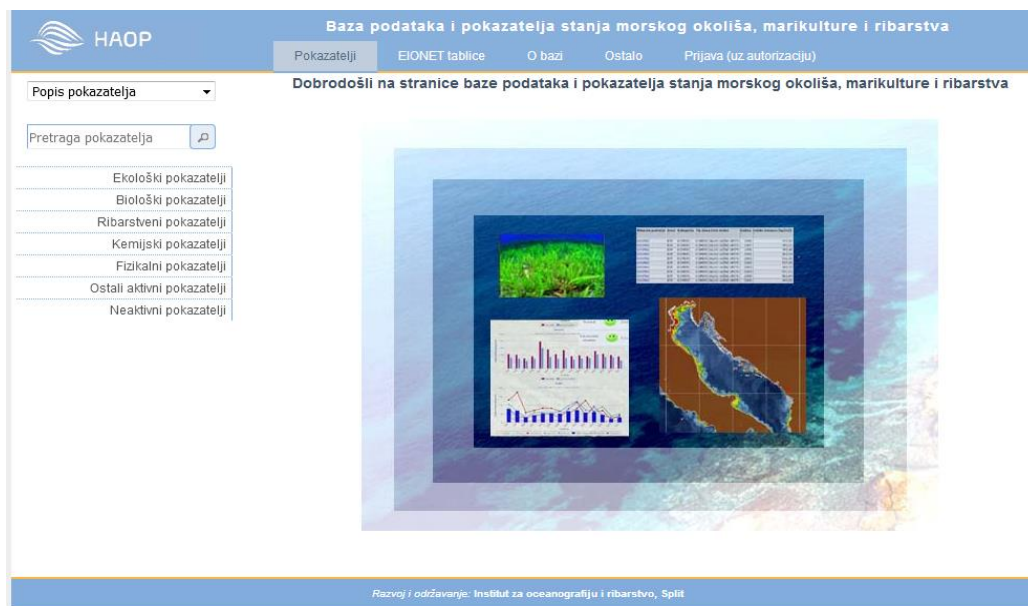 HAOP
Baza podataka i pokazatelja stanja morskog okoliša, marikulture i ribarstva
Pokazatelji EIONET tablice O bazi Ostalo Prijava (uz autorizaciju)
Popis pokazatelja
Dobrodošli na stranice baze podataka i pokazatelja stanja morskog okoliša, marikulture i ribarstva
Pretraga pokazatelja
Ekološki pokazatelji
Biološki pokazatelji
Ribarstveni pokazatelji
Kemijski pokazatelji
Fizikalni pokazatelji
Ostali aktivni pokazatelji
Neaktivni pokazatelji
Razvoj i održavanje: Institut za oceanografiju i ribarstvo, Split